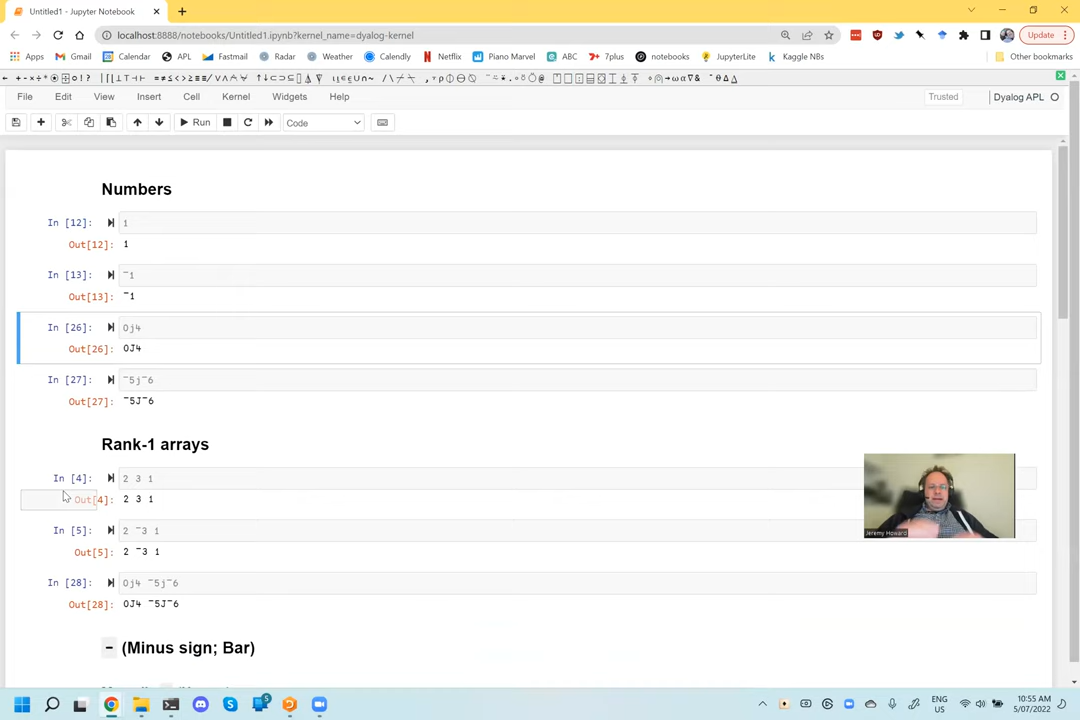 Untitled1 - Jupyter Notebook
localhost:8888/notebooks/Untitled1.ipynb?kernel_name=dyalog-kernel
Update
Apps Gmail Calendar APL Radar Fastmail Weather Calendly Netflix Piano Marvel ABC 7plus notebooks JupyterLite Kaggle NBs Other bookmarks
File Edit View Insert Cell Kernel Widgets Help
Trusted
Dyalog APL
Run
Code
Numbers
In [12]: 1
Out[12]: 1
In [13]: ¯1
Out[13]: ¯1
In [26]: 0j4
Out[26]: 0J4
In [27]: ¯5j¯6
Out[27]: ¯5J¯6
Rank-1 arrays
In [4]: 2 3 1
Out[4]: 2 3 1
In [5]: 2 ¯3 1
Out[5]: 2 ¯3 1
In [28]: 0j4 ¯5j¯6
Out[28]: 0J4 ¯5J¯6
- (Minus sign; Bar)
Jeremy Howard
5
ENG
US
10:55 AM
5/07/2022